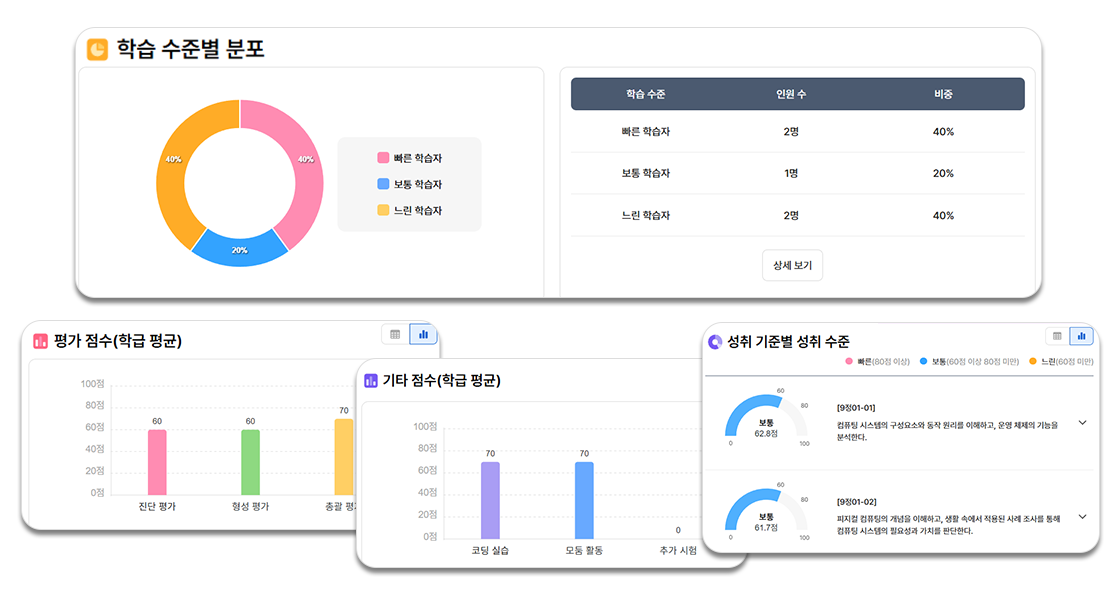 학습 수준별 분포
40%
40%
20%
빠른 학습자
보통 학습자
느린 학습자
학습 수준 인원 수 비중
빠른 학습자 2명 40%
보통 학습자 1명 20%
느린 학습자 2명 40%
상세 보기
평가 점수(학급 평균)
100점
80점
60점
40점
20점
0점
60
60
70
진단 평가
형성 평가
총괄 평가
기타 점수(학급 평균)
100점
80점
60점
40점
20점
0점
70
70
0
코딩 실습
모둠 활동
추가 시험
성취 기준별 성취 수준
빠른(80점 이상) 보통(60점 이상 80점 미만) 느린(60점 미만)
60
80
보통
62.8점
0
100
[9정01-01]
컴퓨팅 시스템의 구성요소와 동작 원리를 이해하고, 운영 체제의 기능을
분석한다.
60
80
보통
61.7점
0
100
[9정01-02]
피지컬 컴퓨팅의 개념을 이해하고, 생활 속에서 적용된 사례 조사를 통해
컴퓨팅 시스템의 필요성과 가치를 판단한다.